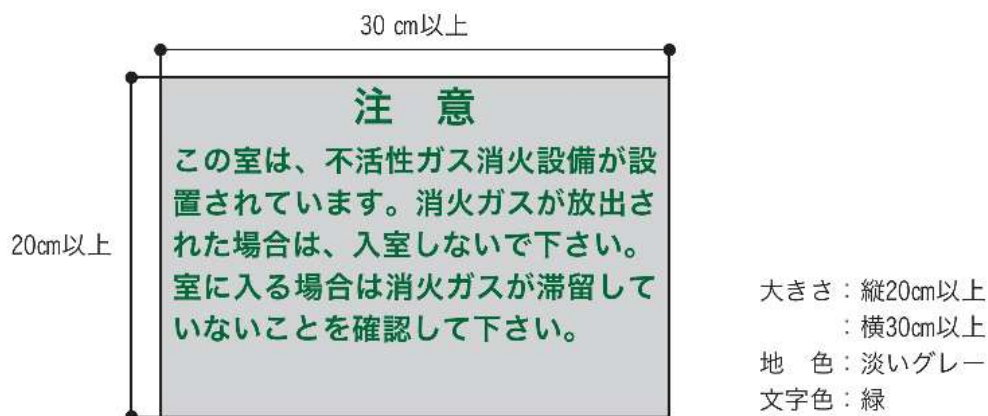 30 cm以上
20cm以上
注 意
この室は、不活性ガス消火設備が設
置されています。消火ガスが放出さ
れた場合は、入室しないで下さい。
室に入る場合は消火ガスが滞留して
いないことを確認して下さい。
大きさ：縦20cm以上
：横30cm以上
地 色：淡いグレー
文字色：緑